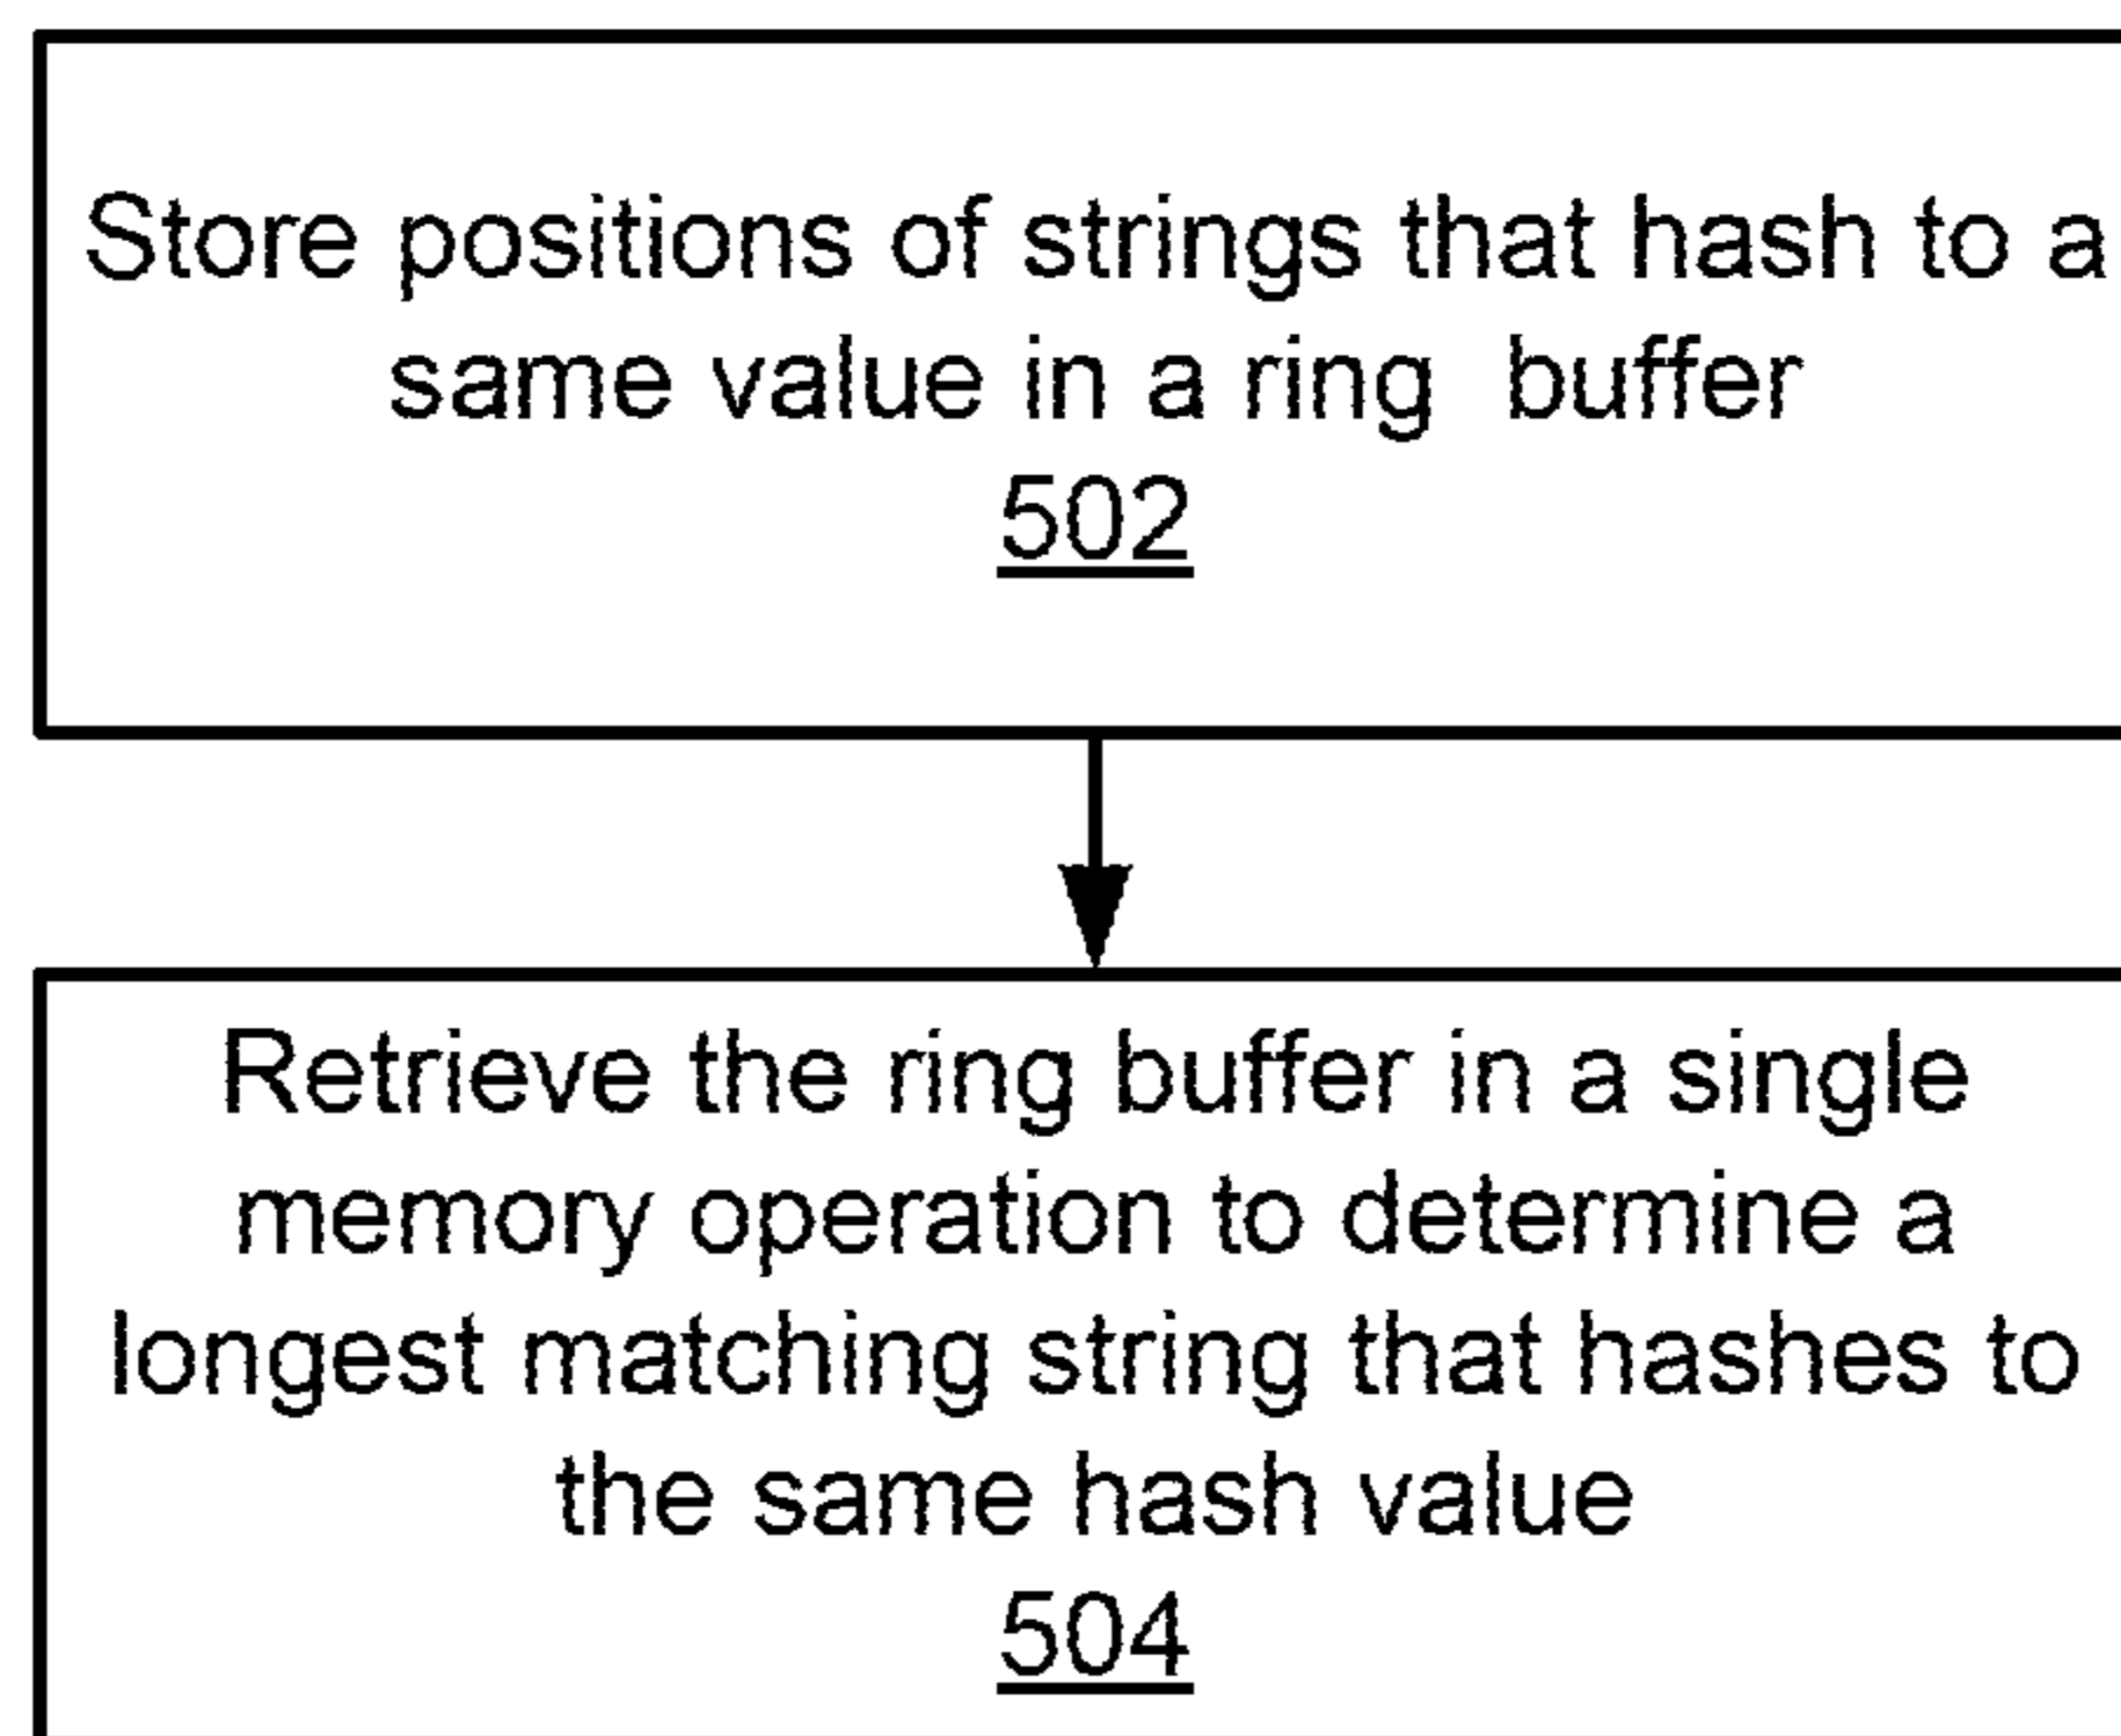 Store positions of strings that hash to a
same value in a ring buffer
502
Retrieve the ring buffer in a single
memory operation to determine a
longest matching string that hashes to
the same hash value
504